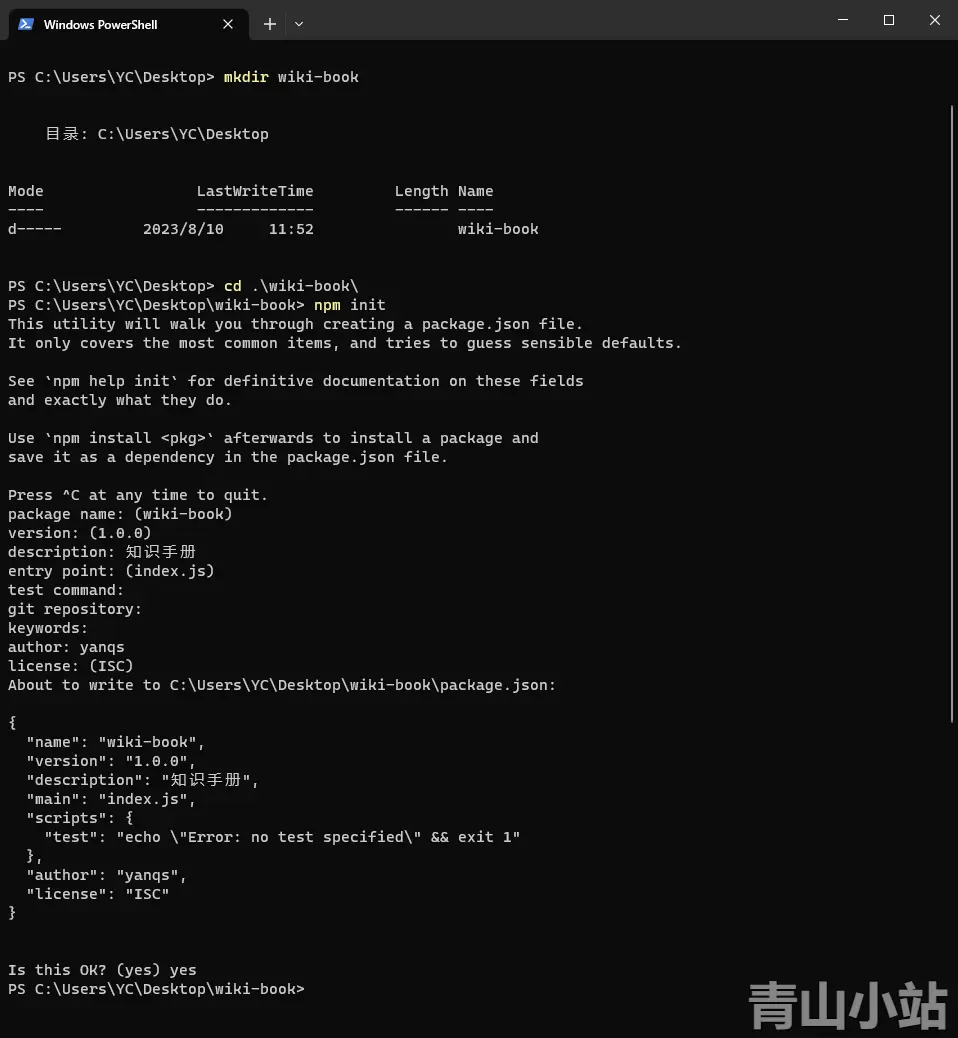 Windows PowerShell
PS C:\Users\YC\Desktop> mkdir wiki-book
目录: C:\Users\YC\Desktop
Mode                 LastWriteTime         Length Name
----                 -------------         ------ ----
d-----         2023/8/10     11:52                wiki-book
PS C:\Users\YC\Desktop> cd .\wiki-book\
PS C:\Users\YC\Desktop\wiki-book> npm init
This utility will walk you through creating a package.json file.
It only covers the most common items, and tries to guess sensible defaults.
See `npm help init` for definitive documentation on these fields
and exactly what they do.
Use `npm install <pkg>` afterwards to install a package and
save it as a dependency in the package.json file.
Press ^C at any time to quit.
package name: (wiki-book)
version: (1.0.0)
description: 知识手册
entry point: (index.js)
test command:
git repository:
keywords:
author: yanqs
license: (ISC)
About to write to C:\Users\YC\Desktop\wiki-book\package.json:
{
  "name": "wiki-book",
  "version": "1.0.0",
  "description": "知识手册",
  "main": "index.js",
  "scripts": {
    "test": "echo \"Error: no test specified\" && exit 1"
  },
  "author": "yanqs",
  "license": "ISC"
}
Is this OK? (yes) yes
PS C:\Users\YC\Desktop\wiki-book>
青山小站